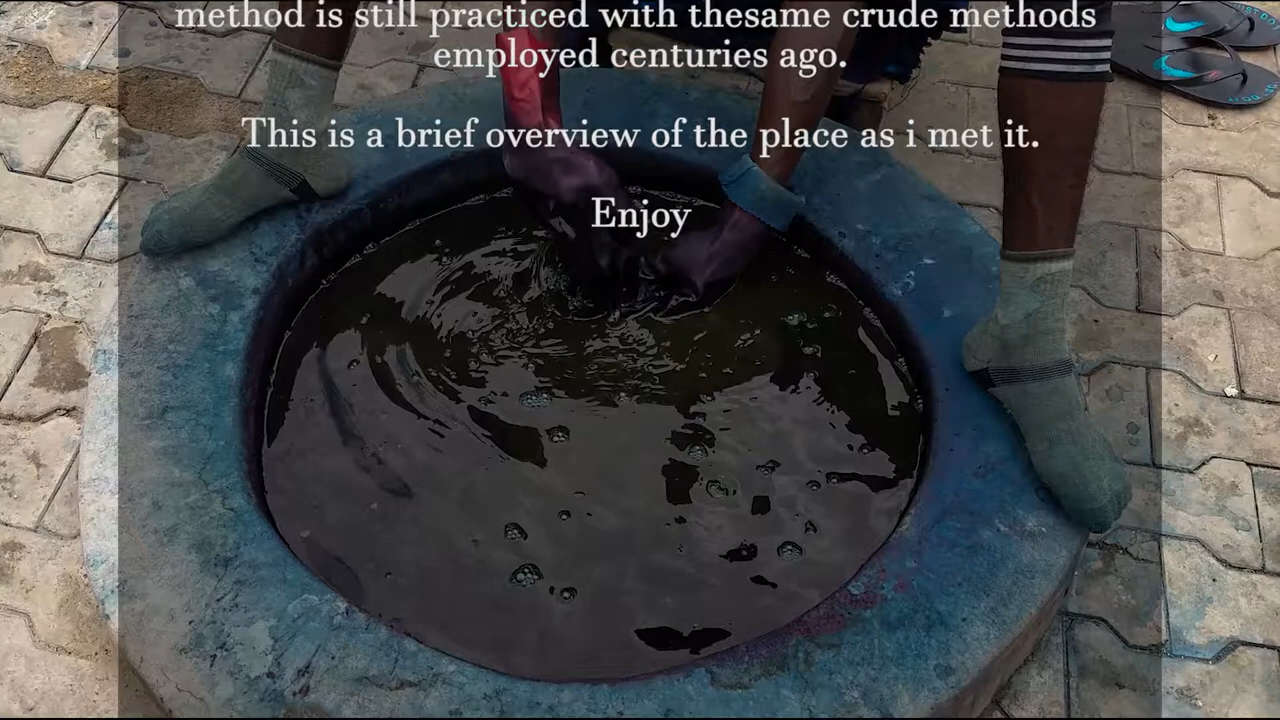 method is still practiced with thesame crude methods
employed centuries ago.
This is a brief overview of the place as i met it.
Enjoy